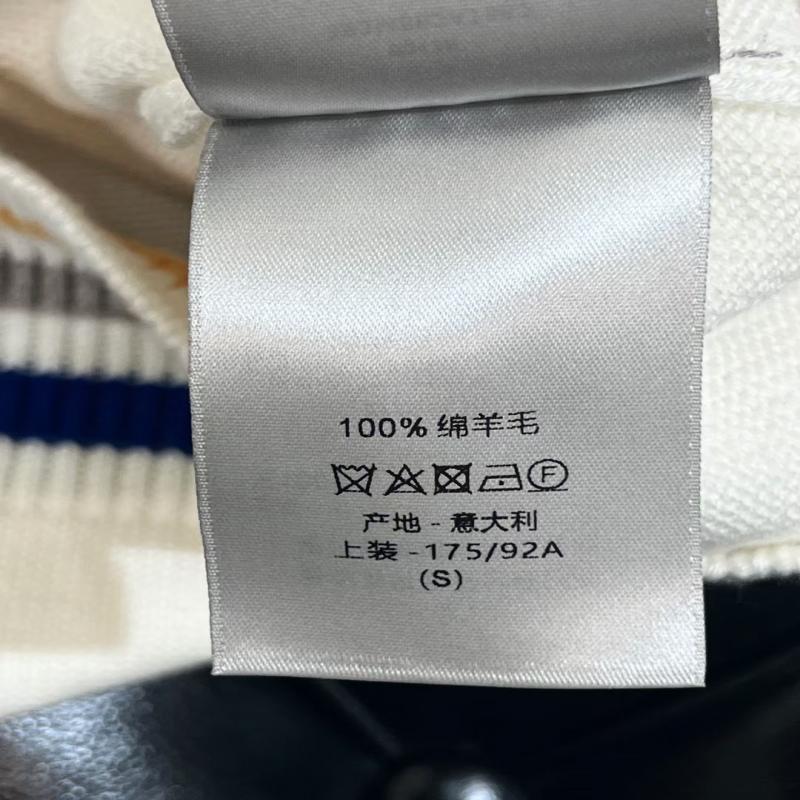 100% 绵羊毛
F
产地 - 意大利
上装 -175/92A
(S)